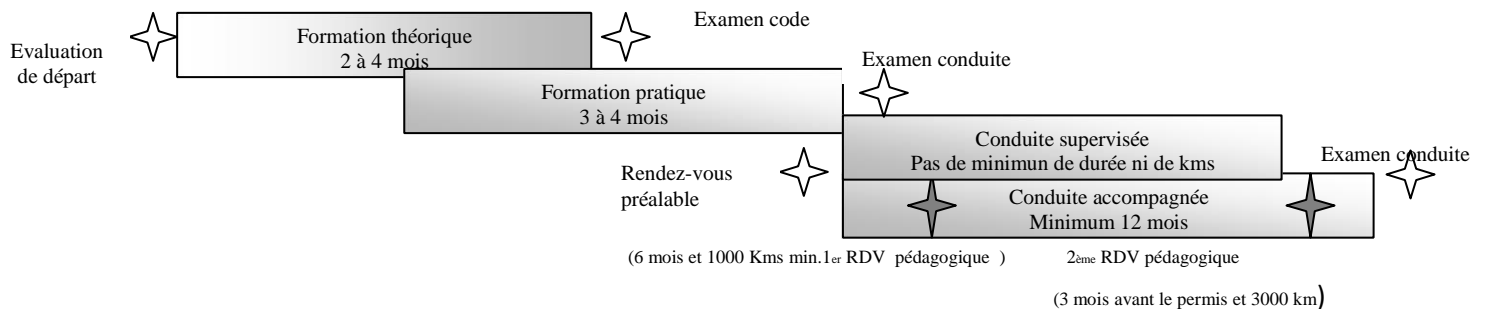 Evaluation
de départ
Formation théorique
2 à 4 mois
Examen code
Formation pratique
3 à 4 mois
Examen conduite
Rendez-vous
préalable
Conduite supervisée
Pas de minimun de durée ni de kms
Examen conduite
Conduite accompagnée
Minimum 12 mois
(6 mois et 1000 Kms min.1er RDV pédagogique )
2ème RDV pédagogique
(3 mois avant le permis et 3000 km)